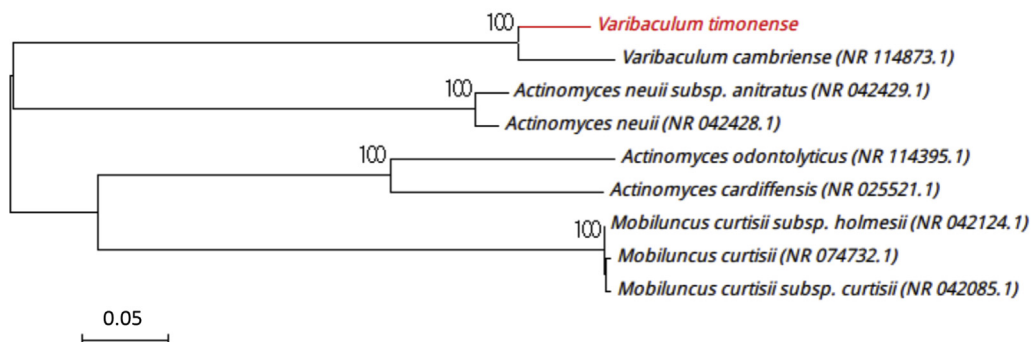 100
Varibaculum timonense
Varibaculum cambriense (NR 114873.1)
100
Actinomyces neuii subsp. anitratus (NR 042429.1)
Actinomyces neuii (NR 042428.1)
100
Actinomyces odontolyticus (NR 114395.1)
Actinomyces cardiffensis (NR 025521.1)
Mobiluncus curtisii subsp. holmesii (NR 042124.1)
100
Mobiluncus curtisii (NR 074732.1)
Mobiluncus curtisii subsp. curtisii (NR 042085.1)
0.05